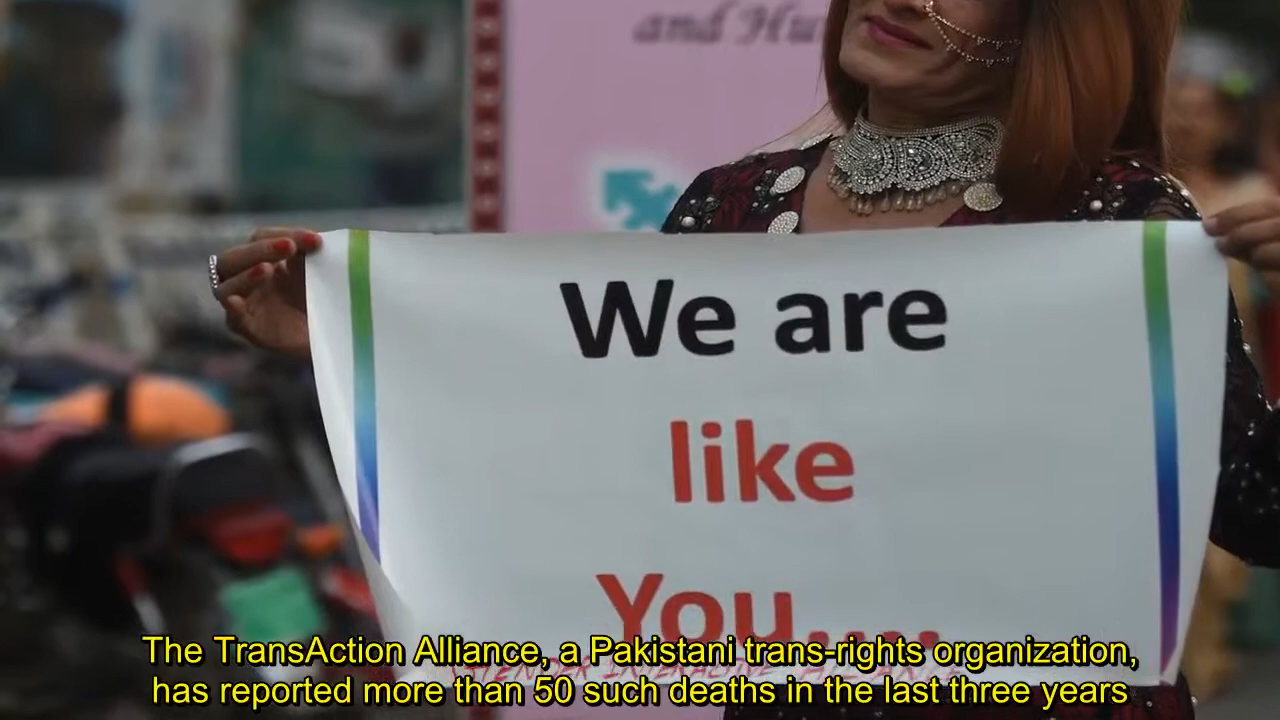 and Hu
We are
like
You....
The TransAction Alliance, a Pakistani trans-rights organization,
has reported more than 50 such deaths in the last three years